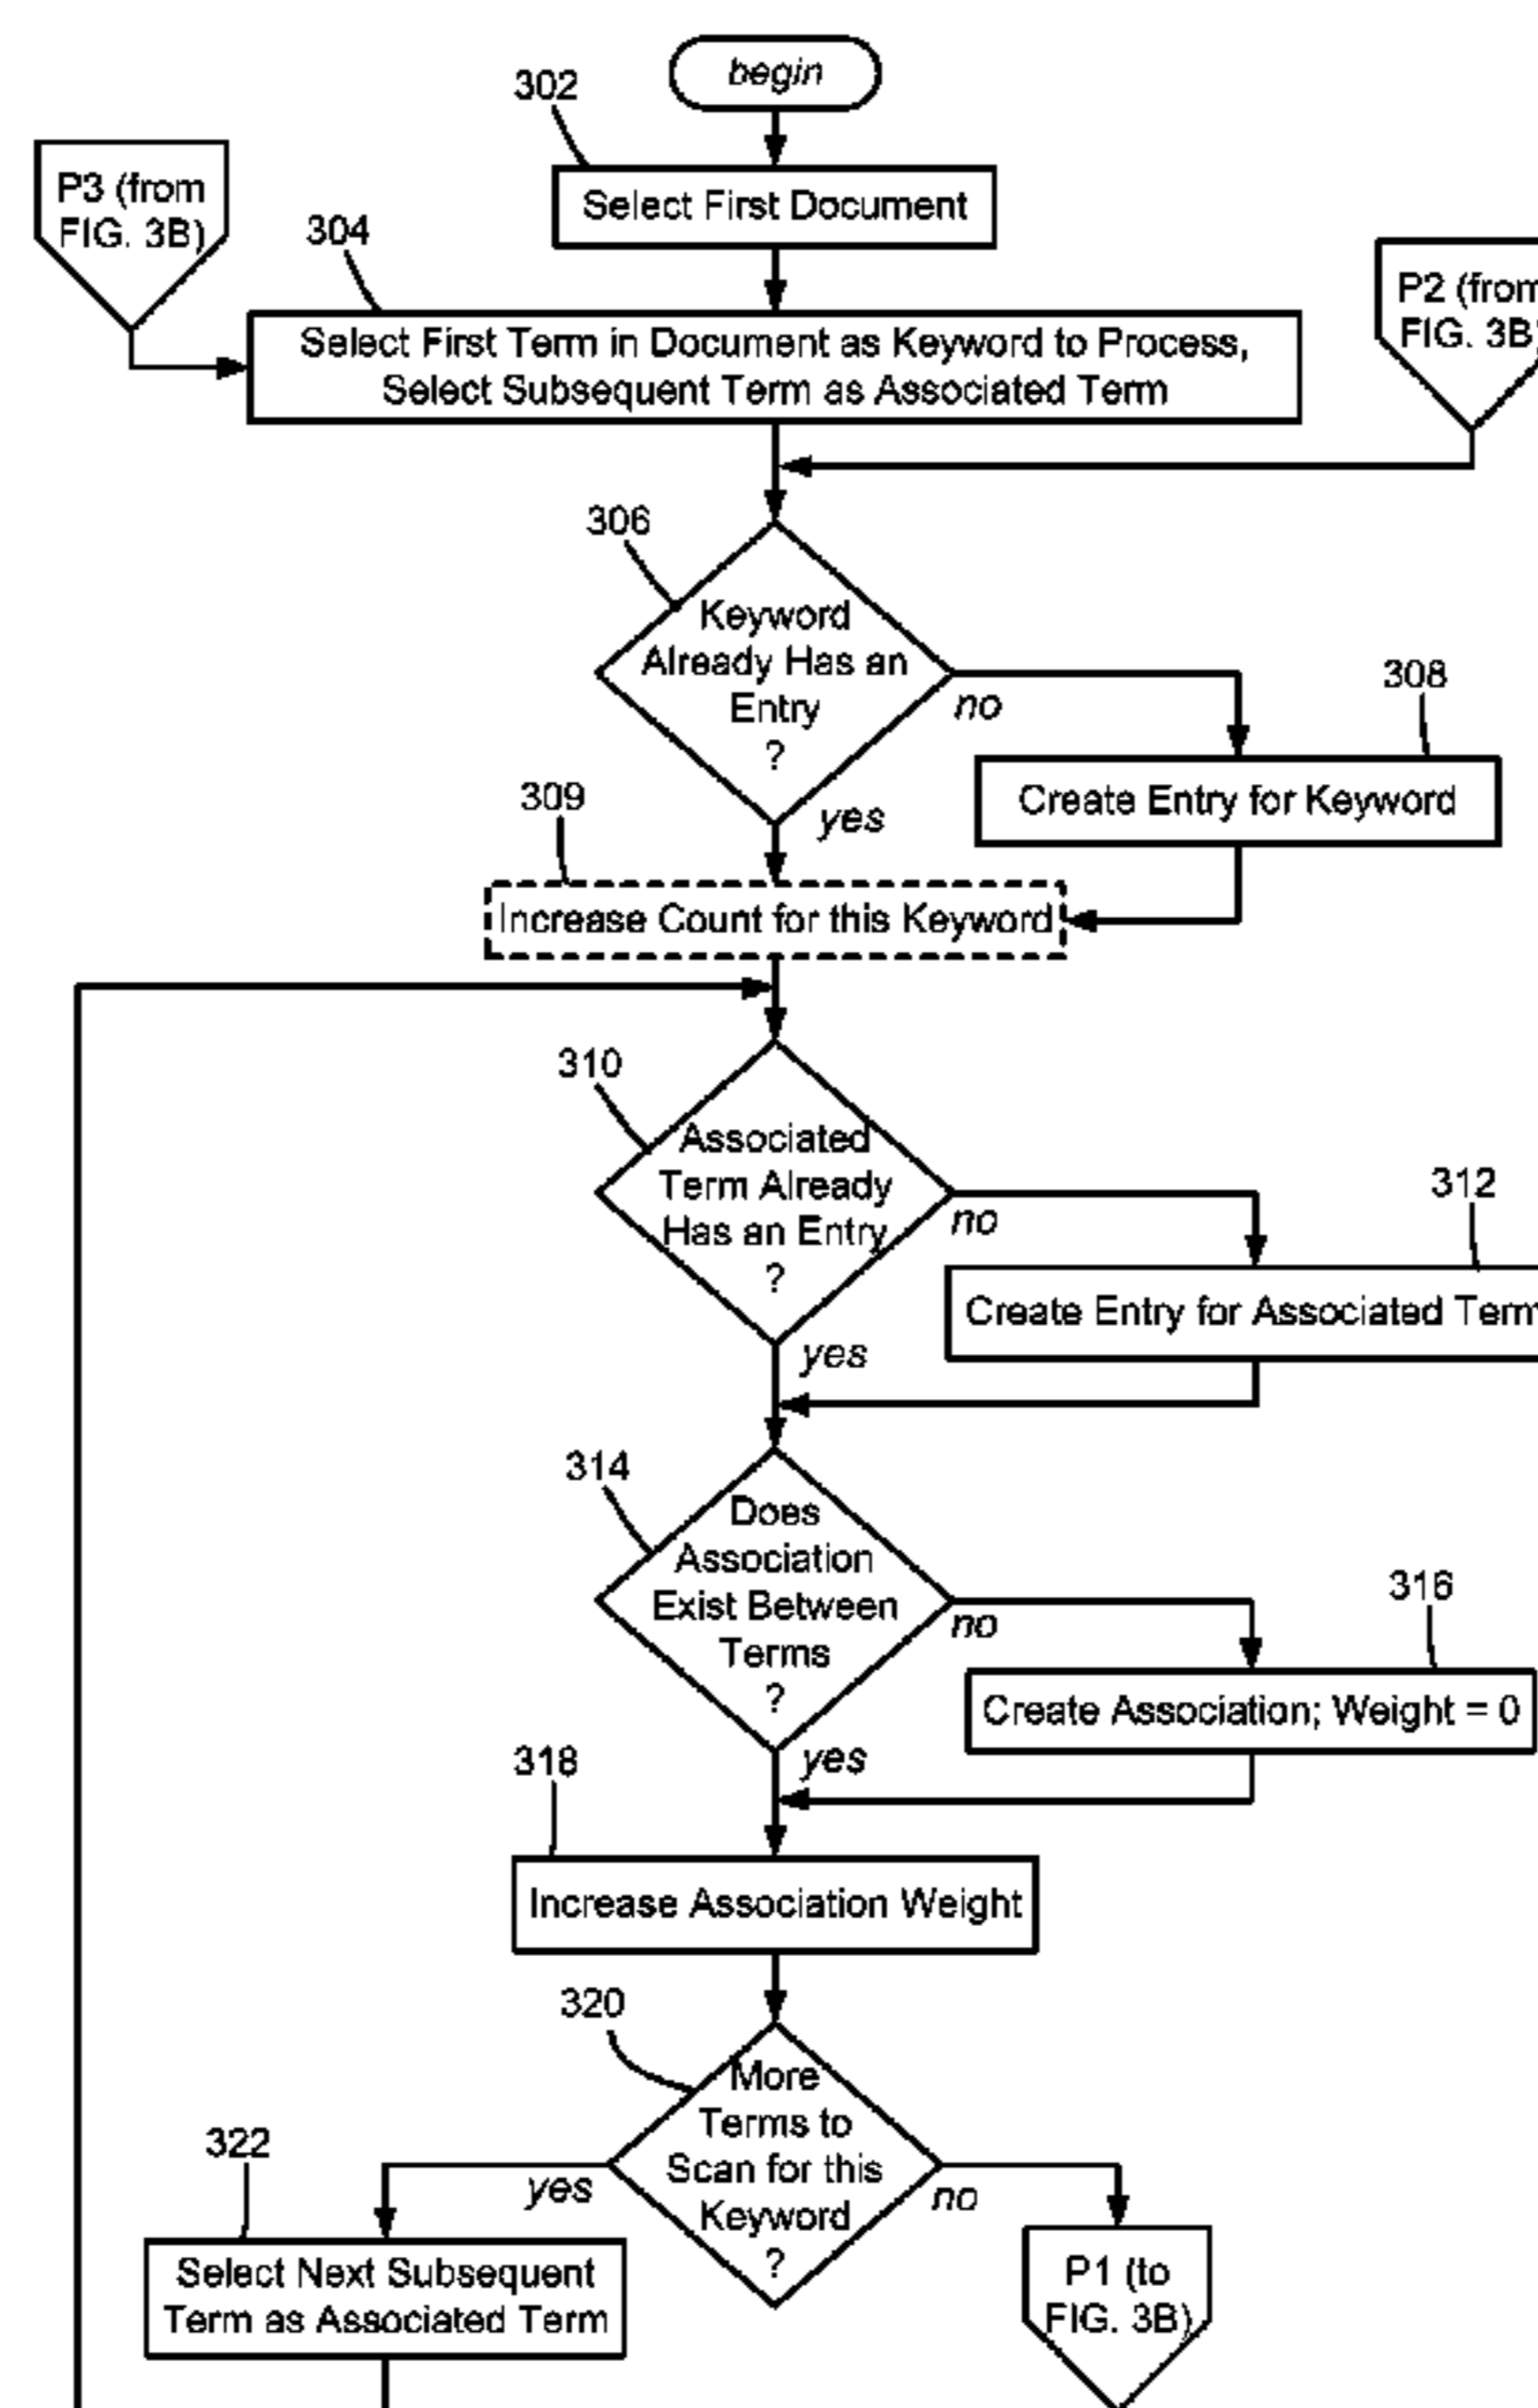 begin
302
Select First Document
P3 (from
FIG. 3B)
304
Select First Term in Document as Keyword to Process,
Select Subsequent Term as Associated Term
P2 (from
FIG. 3B)
306
Keyword
Already Has an
Entry
?
no
yes
308
Create Entry for Keyword
309
Increase Count for this Keyword
310
Associated
Term Already
Has an Entry
?
no
yes
312
Create Entry for Associated Term
314
Does
Association
Exist Between
Terms
?
no
yes
316
Create Association; Weight = 0
318
Increase Association Weight
320
More
Terms to
Scan for this
Keyword
?
yes
no
322
Select Next Subsequent
Term as Associated Term
P1 (to
FIG. 3B)